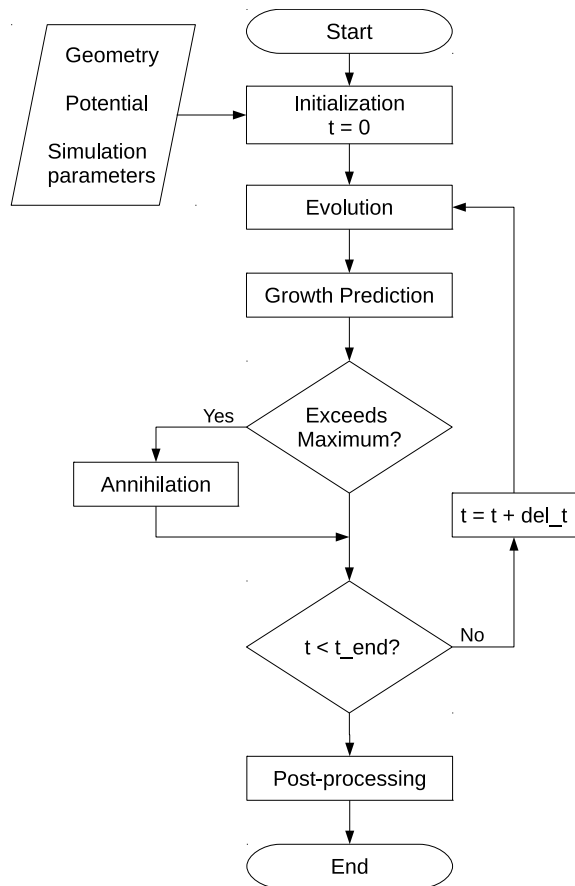 Start
Geometry
Potential
Simulation
parameters
Initialization
t = 0
Evolution
Growth Prediction
Exceeds
Maximum?
Yes
Annihilation
t = t + del_t
t < t_end?
No
Post-processing
End